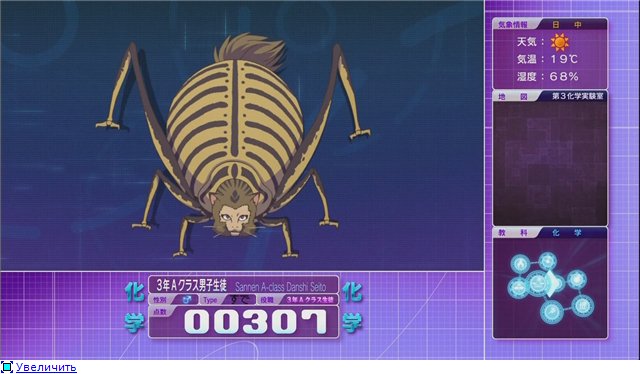 気象情報 日中
天気：
気温：19℃
湿度：68%
地図 第3化学実験室
教科 化学
化学
3年Aクラス男子生徒 Sannen A-class Danshi Seito
性別 ♂ Type すで 役職 3年Aクラス生徒
点数 00307
化学
Увеличить